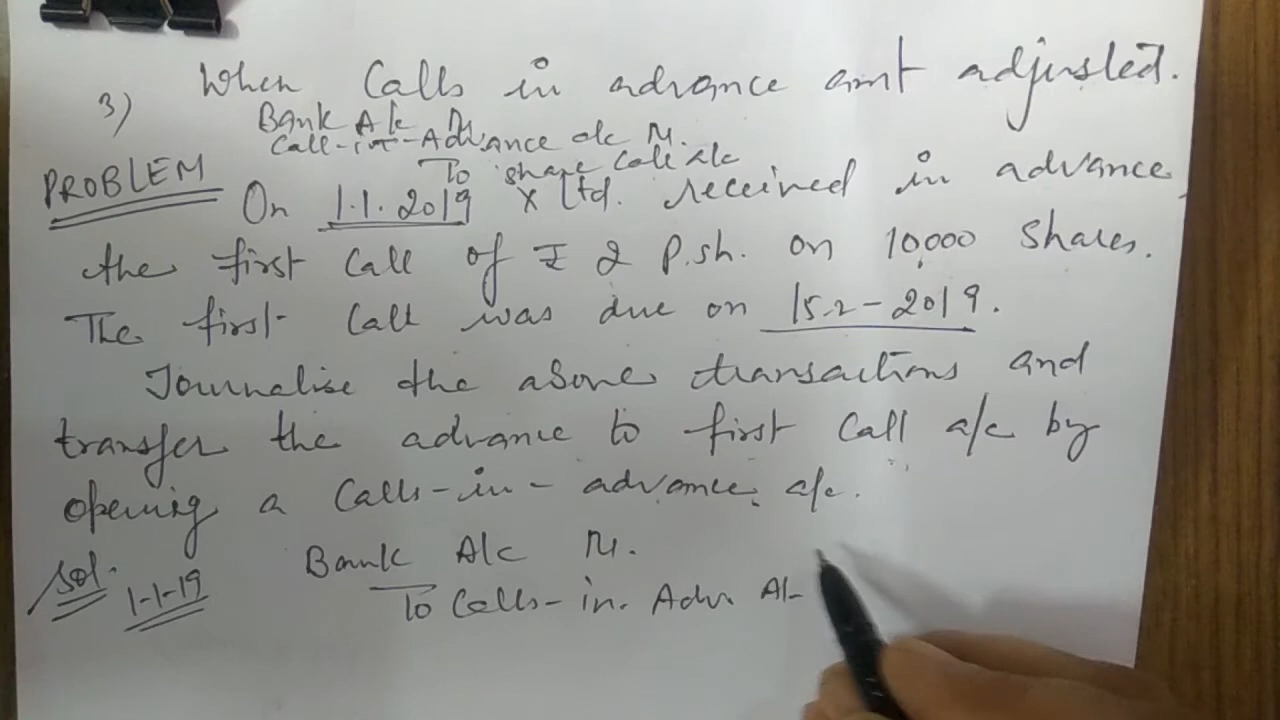 3) When Calls in advance amt adjusted.
Bank A/c Dr.
Call-in-Advance a/c Dr.
To share Call a/c
PROBLEM On 1.1.2019 X Ltd. received in advance
the first Call of ₹ 2 P.sh. on 10,000 Shares.
The first Call was due on 15.2-2019.
Journalise the above transactions and
transfer the advance to first Call a/c by
opening a Calls-in-advance a/c.
Sol.
1-1-19 Bank A/c Dr.
To Calls-in. Adv. A/-